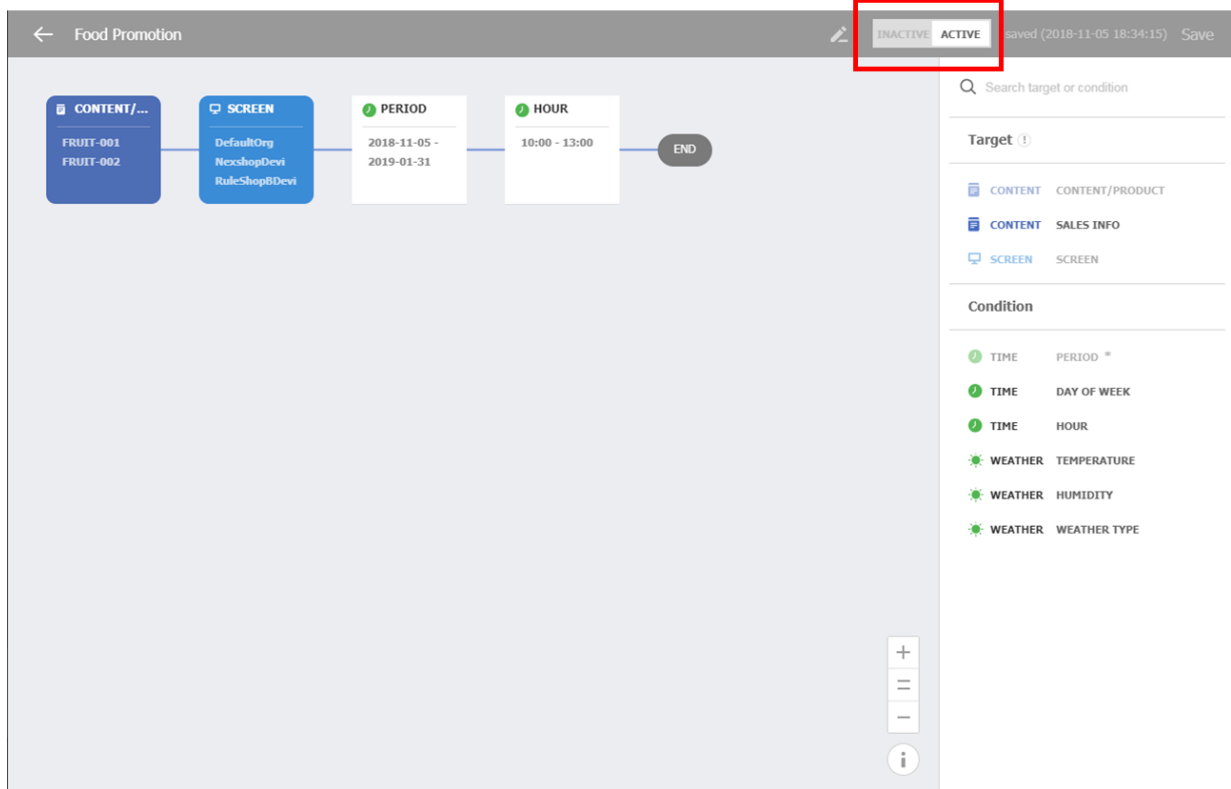 Food Promotion
INACTIVE ACTIVE
saved (2018-11-05 18:34:15) Save
CONTENT/...
FRUIT-001
FRUIT-002
SCREEN
DefaultOrg
NexshopDevi
RuleShopBDevi
PERIOD
2018-11-05 -
2019-01-31
HOUR
10:00 - 13:00
END
Search target or condition
Target !
CONTENT CONTENT/PRODUCT
CONTENT SALES INFO
SCREEN SCREEN
Condition
TIME PERIOD *
TIME DAY OF WEEK
TIME HOUR
WEATHER TEMPERATURE
WEATHER HUMIDITY
WEATHER WEATHER TYPE
+
=
−
i